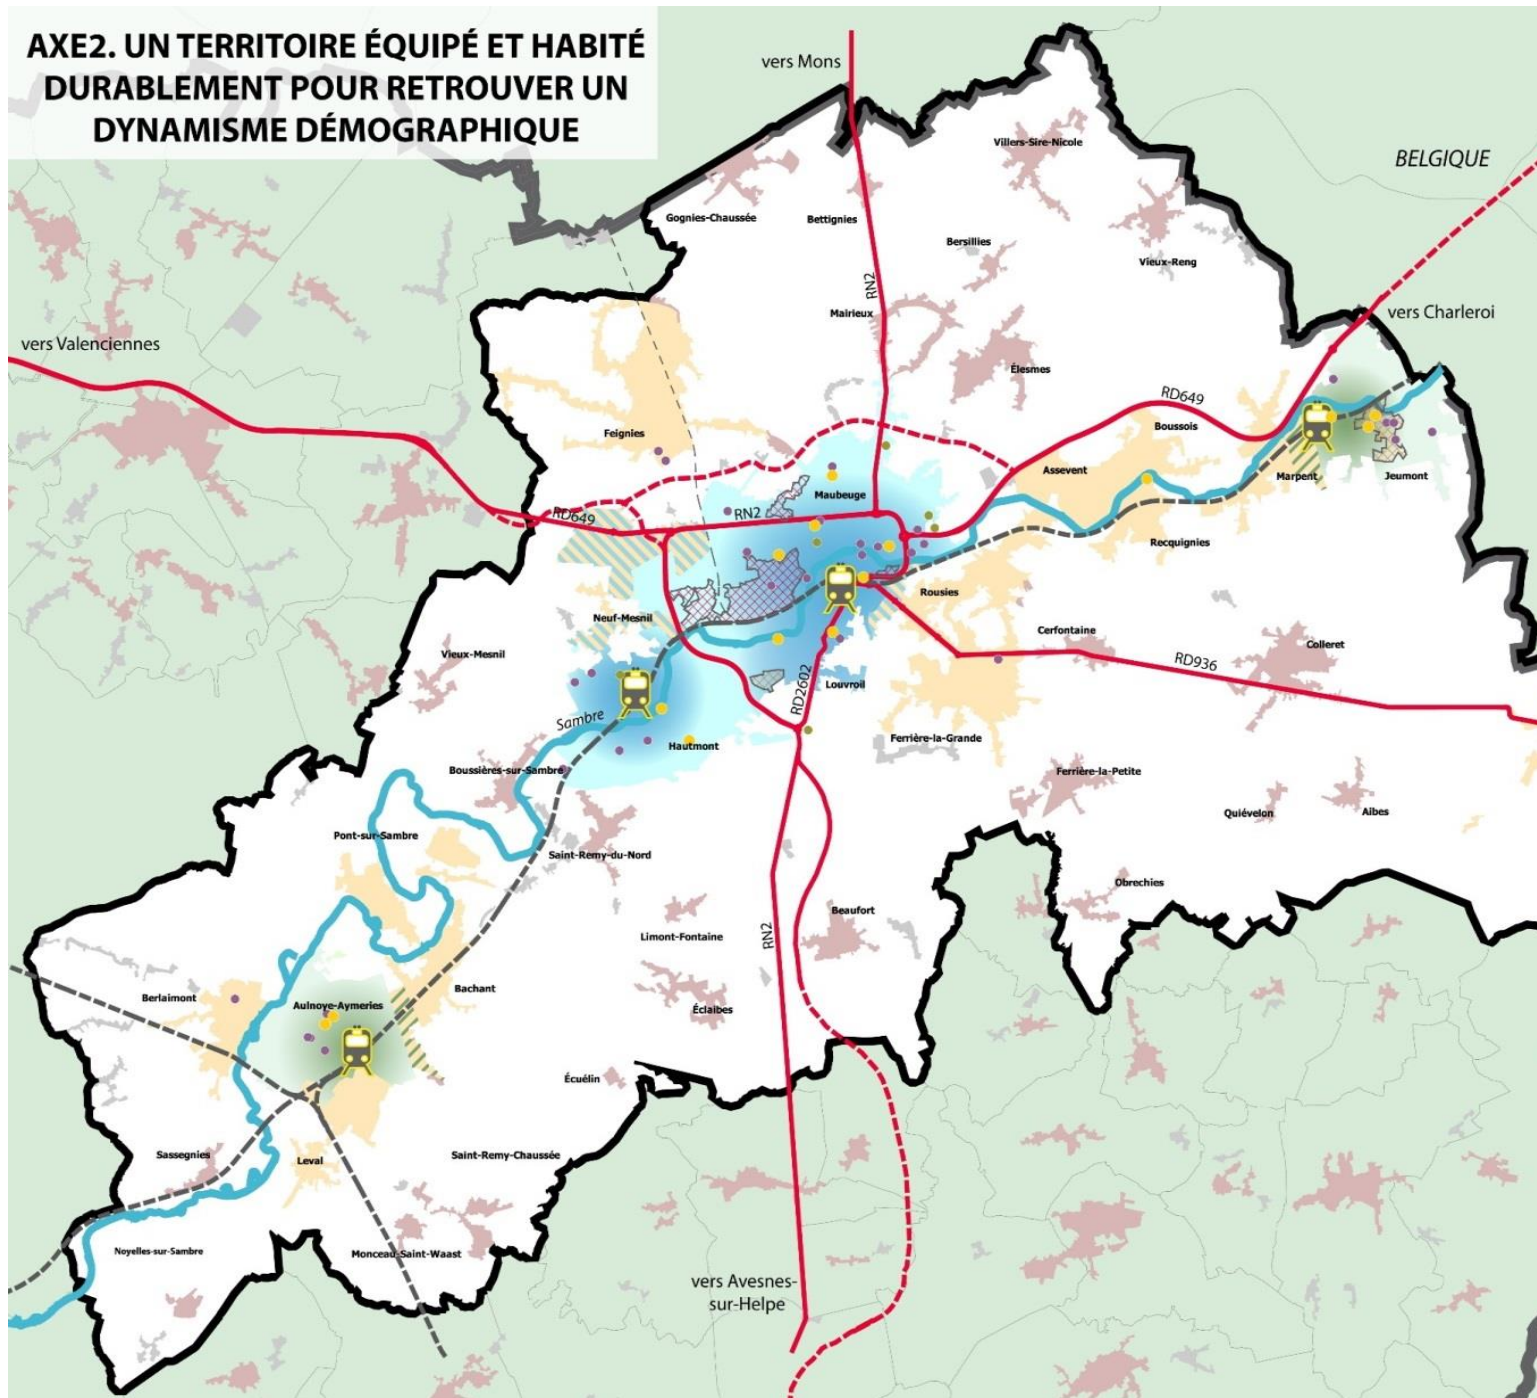 AXE2. UN TERRITOIRE ÉQUIPÉ ET HABITÉ
DURABLEMENT POUR RETROUVER UN
DYNAMISME DÉMOGRAPHIQUE
vers Mons
BELGIQUE
Villers-Sire-Nicole
Gognies-Chaussée
Bettignies
Bersillies
Vieux-Reng
RN2
Mairieux
vers Charleroi
vers Valenciennes
Élesmes
RD649
Feignies
Boussois
Assevent
Marpent
Jeumont
Maubeuge
RD649
RN2
Recquignies
Rousies
Neuf-Mesnil
Cerfontaine
Colleret
Vieux-Mesnil
RD936
Louvroil
RD2602
Sambre
Hautmont
Ferrière-la-Grande
Boussières-sur-Sambre
Ferrière-la-Petite
Quiévelon
Aibes
Pont-sur-Sambre
Saint-Remy-du-Nord
Obrechies
Beaufort
Limont-Fontaine
RN2
Bachant
Berlaimont
Aulnoye-Aymeries
Éclaibes
Écuélin
Sassegnies
Leval
Saint-Remy-Chaussée
Noyelles-sur-Sambre
Monceau-Saint-Waast
vers Avesnes-
sur-Helpe